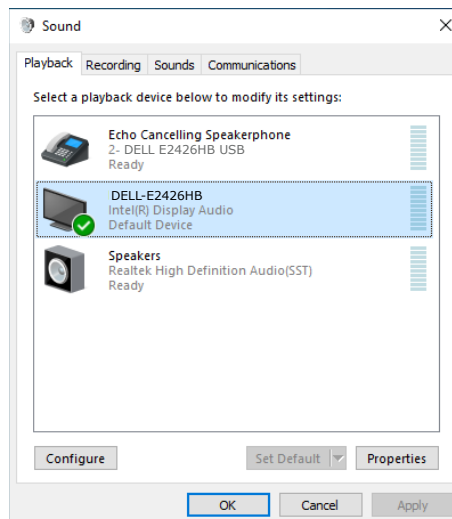 Sound
Playback Recording Sounds Communications
Select a playback device below to modify its settings:
Echo Cancelling Speakerphone
2- DELL E2426HB USB
Ready
DELL-E2426HB
Intel(R) Display Audio
Default Device
Speakers
Realtek High Definition Audio(SST)
Ready
Configure Set Default Properties
OK Cancel Apply